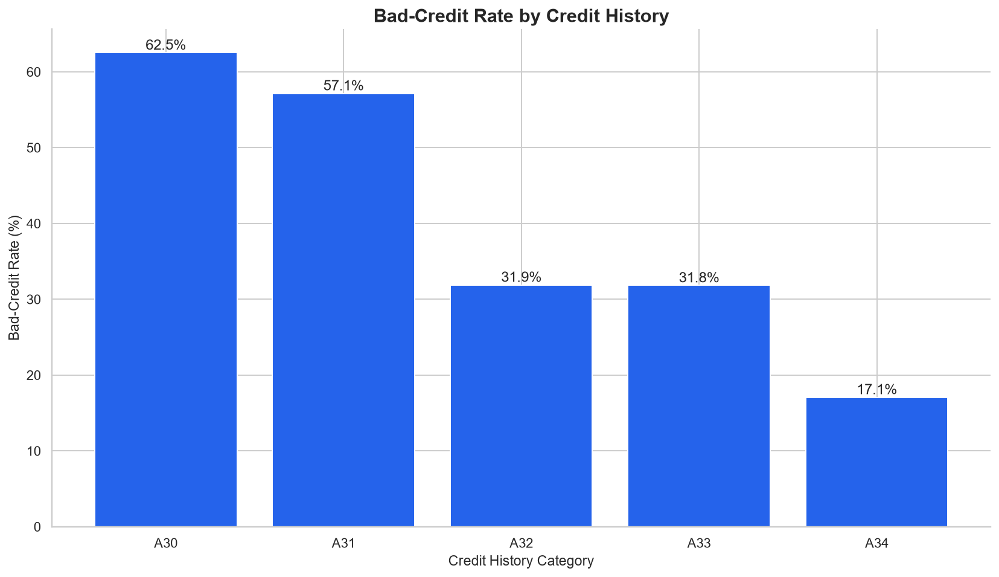 Bad-Credit Rate by Credit History
62.5%
57.1%
31.9%
31.8%
17.1%
60
50
40
30
20
10
0
Bad-Credit Rate (%)
A30
A31
A32
A33
A34
Credit History Category